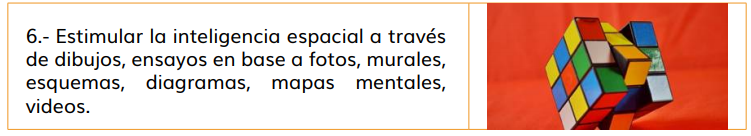 6.- Estimular la inteligencia espacial a través
de dibujos, ensayos en base a fotos, murales,
esquemas, diagramas, mapas mentales,
videos.